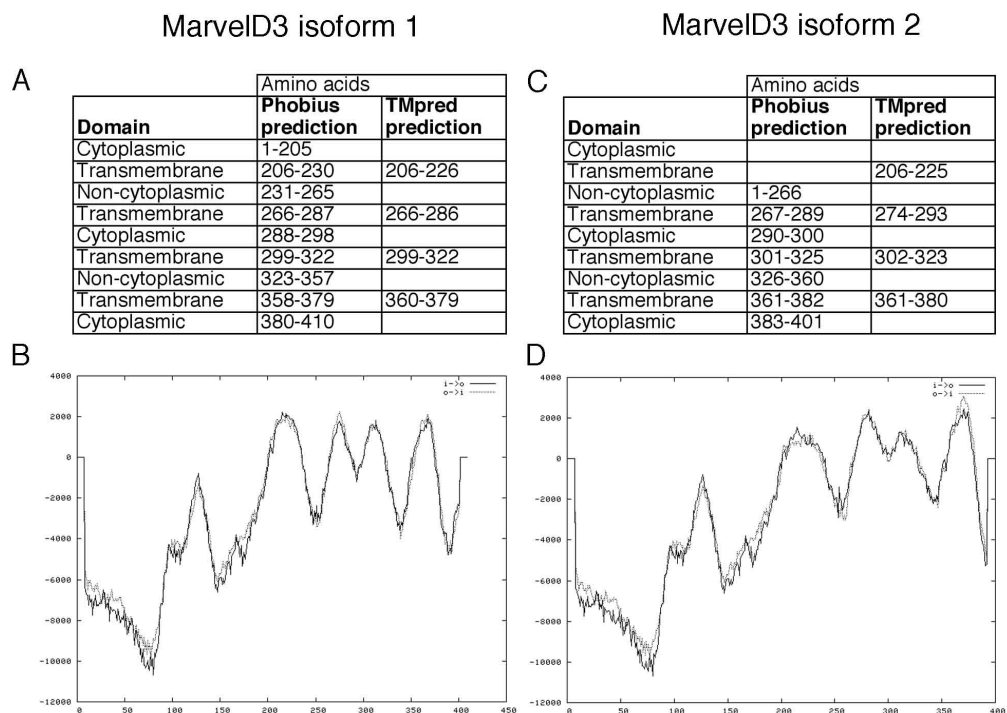 MarvelD3 isoform 1
MarvelD3 isoform 2
A
Amino acids
Domain Phobius prediction TMpred prediction
Cytoplasmic 1-205
Transmembrane 206-230 206-226
Non-cytoplasmic 231-265
Transmembrane 266-287 266-286
Cytoplasmic 288-298
Transmembrane 299-322 299-322
Non-cytoplasmic 323-357
Transmembrane 358-379 360-379
Cytoplasmic 380-410
C
Amino acids
Domain Phobius prediction TMpred prediction
Cytoplasmic
Transmembrane 206-225
Non-cytoplasmic 1-266
Transmembrane 267-289 274-293
Cytoplasmic 290-300
Transmembrane 301-325 302-323
Non-cytoplasmic 326-360
Transmembrane 361-382 361-380
Cytoplasmic 383-401
B
i->o
o->i
4000
2000
0
-2000
-4000
-6000
-8000
-10000
-12000
0 50 100 150 200 250 300 350 400 450
D
i->o
o->i
4000
2000
0
-2000
-4000
-6000
-8000
-10000
-12000
0 50 100 150 200 250 300 350 400